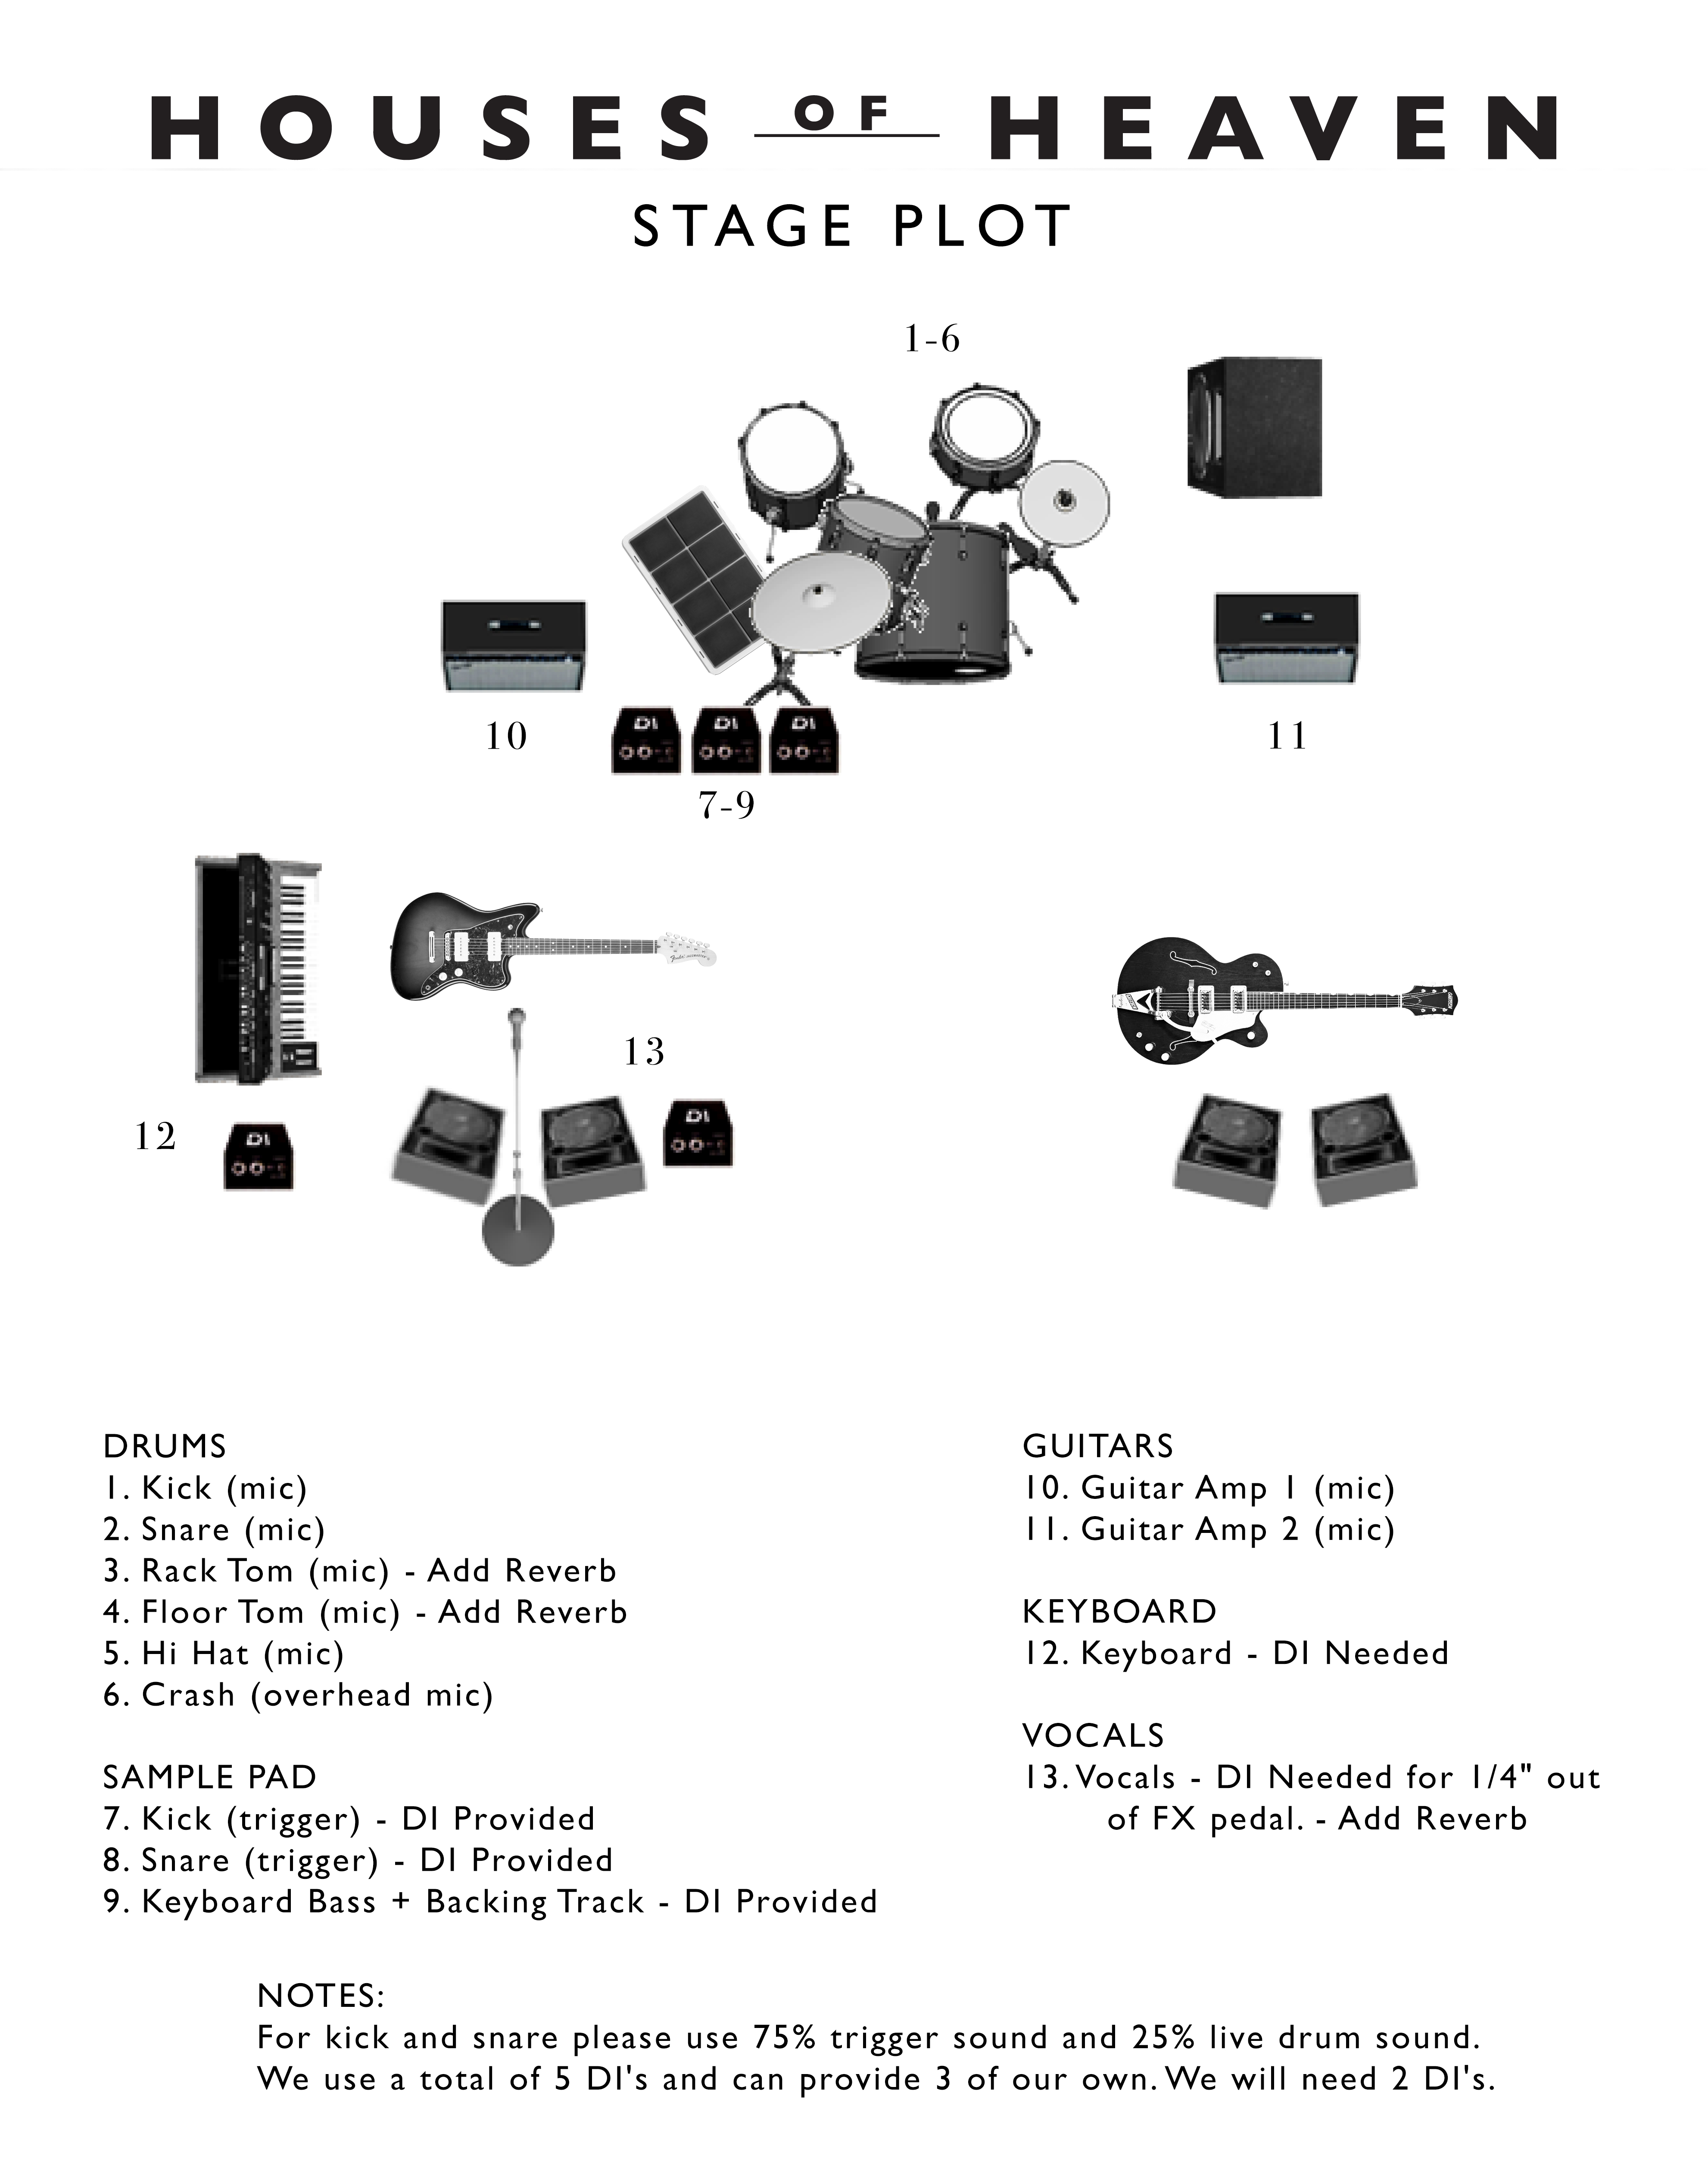 HOUSES OF HEAVEN
STAGE PLOT
1-6
10
11
DI DI DI
7-9
13
12
DI
DI
DRUMS
1. Kick (mic)
2. Snare (mic)
3. Rack Tom (mic) - Add Reverb
4. Floor Tom (mic) - Add Reverb
5. Hi Hat (mic)
6. Crash (overhead mic)
SAMPLE PAD
7. Kick (trigger) - DI Provided
8. Snare (trigger) - DI Provided
9. Keyboard Bass + Backing Track - DI Provided
GUITARS
10. Guitar Amp 1 (mic)
11. Guitar Amp 2 (mic)
KEYBOARD
12. Keyboard - DI Needed
VOCALS
13. Vocals - DI Needed for 1/4" out
of FX pedal. - Add Reverb
NOTES:
For kick and snare please use 75% trigger sound and 25% live drum sound.
We use a total of 5 DI's and can provide 3 of our own. We will need 2 DI's.